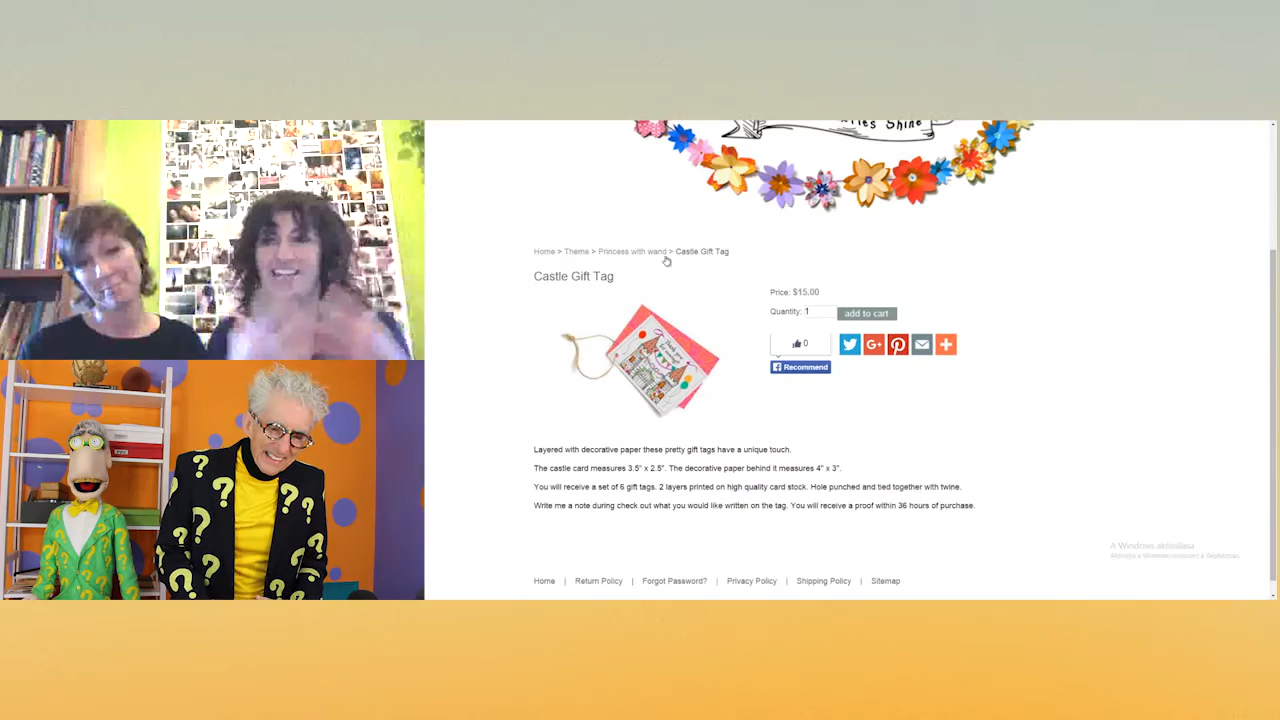 Home > Theme > Princess with wand > Castle Gift Tag
Castle Gift Tag
Price: $15.00
Quantity: 1
add to cart
0
Recommend
Thank you
Layered with decorative paper these pretty gift tags have a unique touch.
The castle card measures 3.5" x 2.5". The decorative paper behind it measures 4" x 3".
You will receive a set of 6 gift tags. 2 layers printed on high quality card stock. Hole punched and tied together with twine.
Write me a note during check out what you would like written on the tag. You will receive a proof within 36 hours of purchase.
A Windows aktiválása
Home | Return Policy | Forgot Password? | Privacy Policy | Shipping Policy | Sitemap